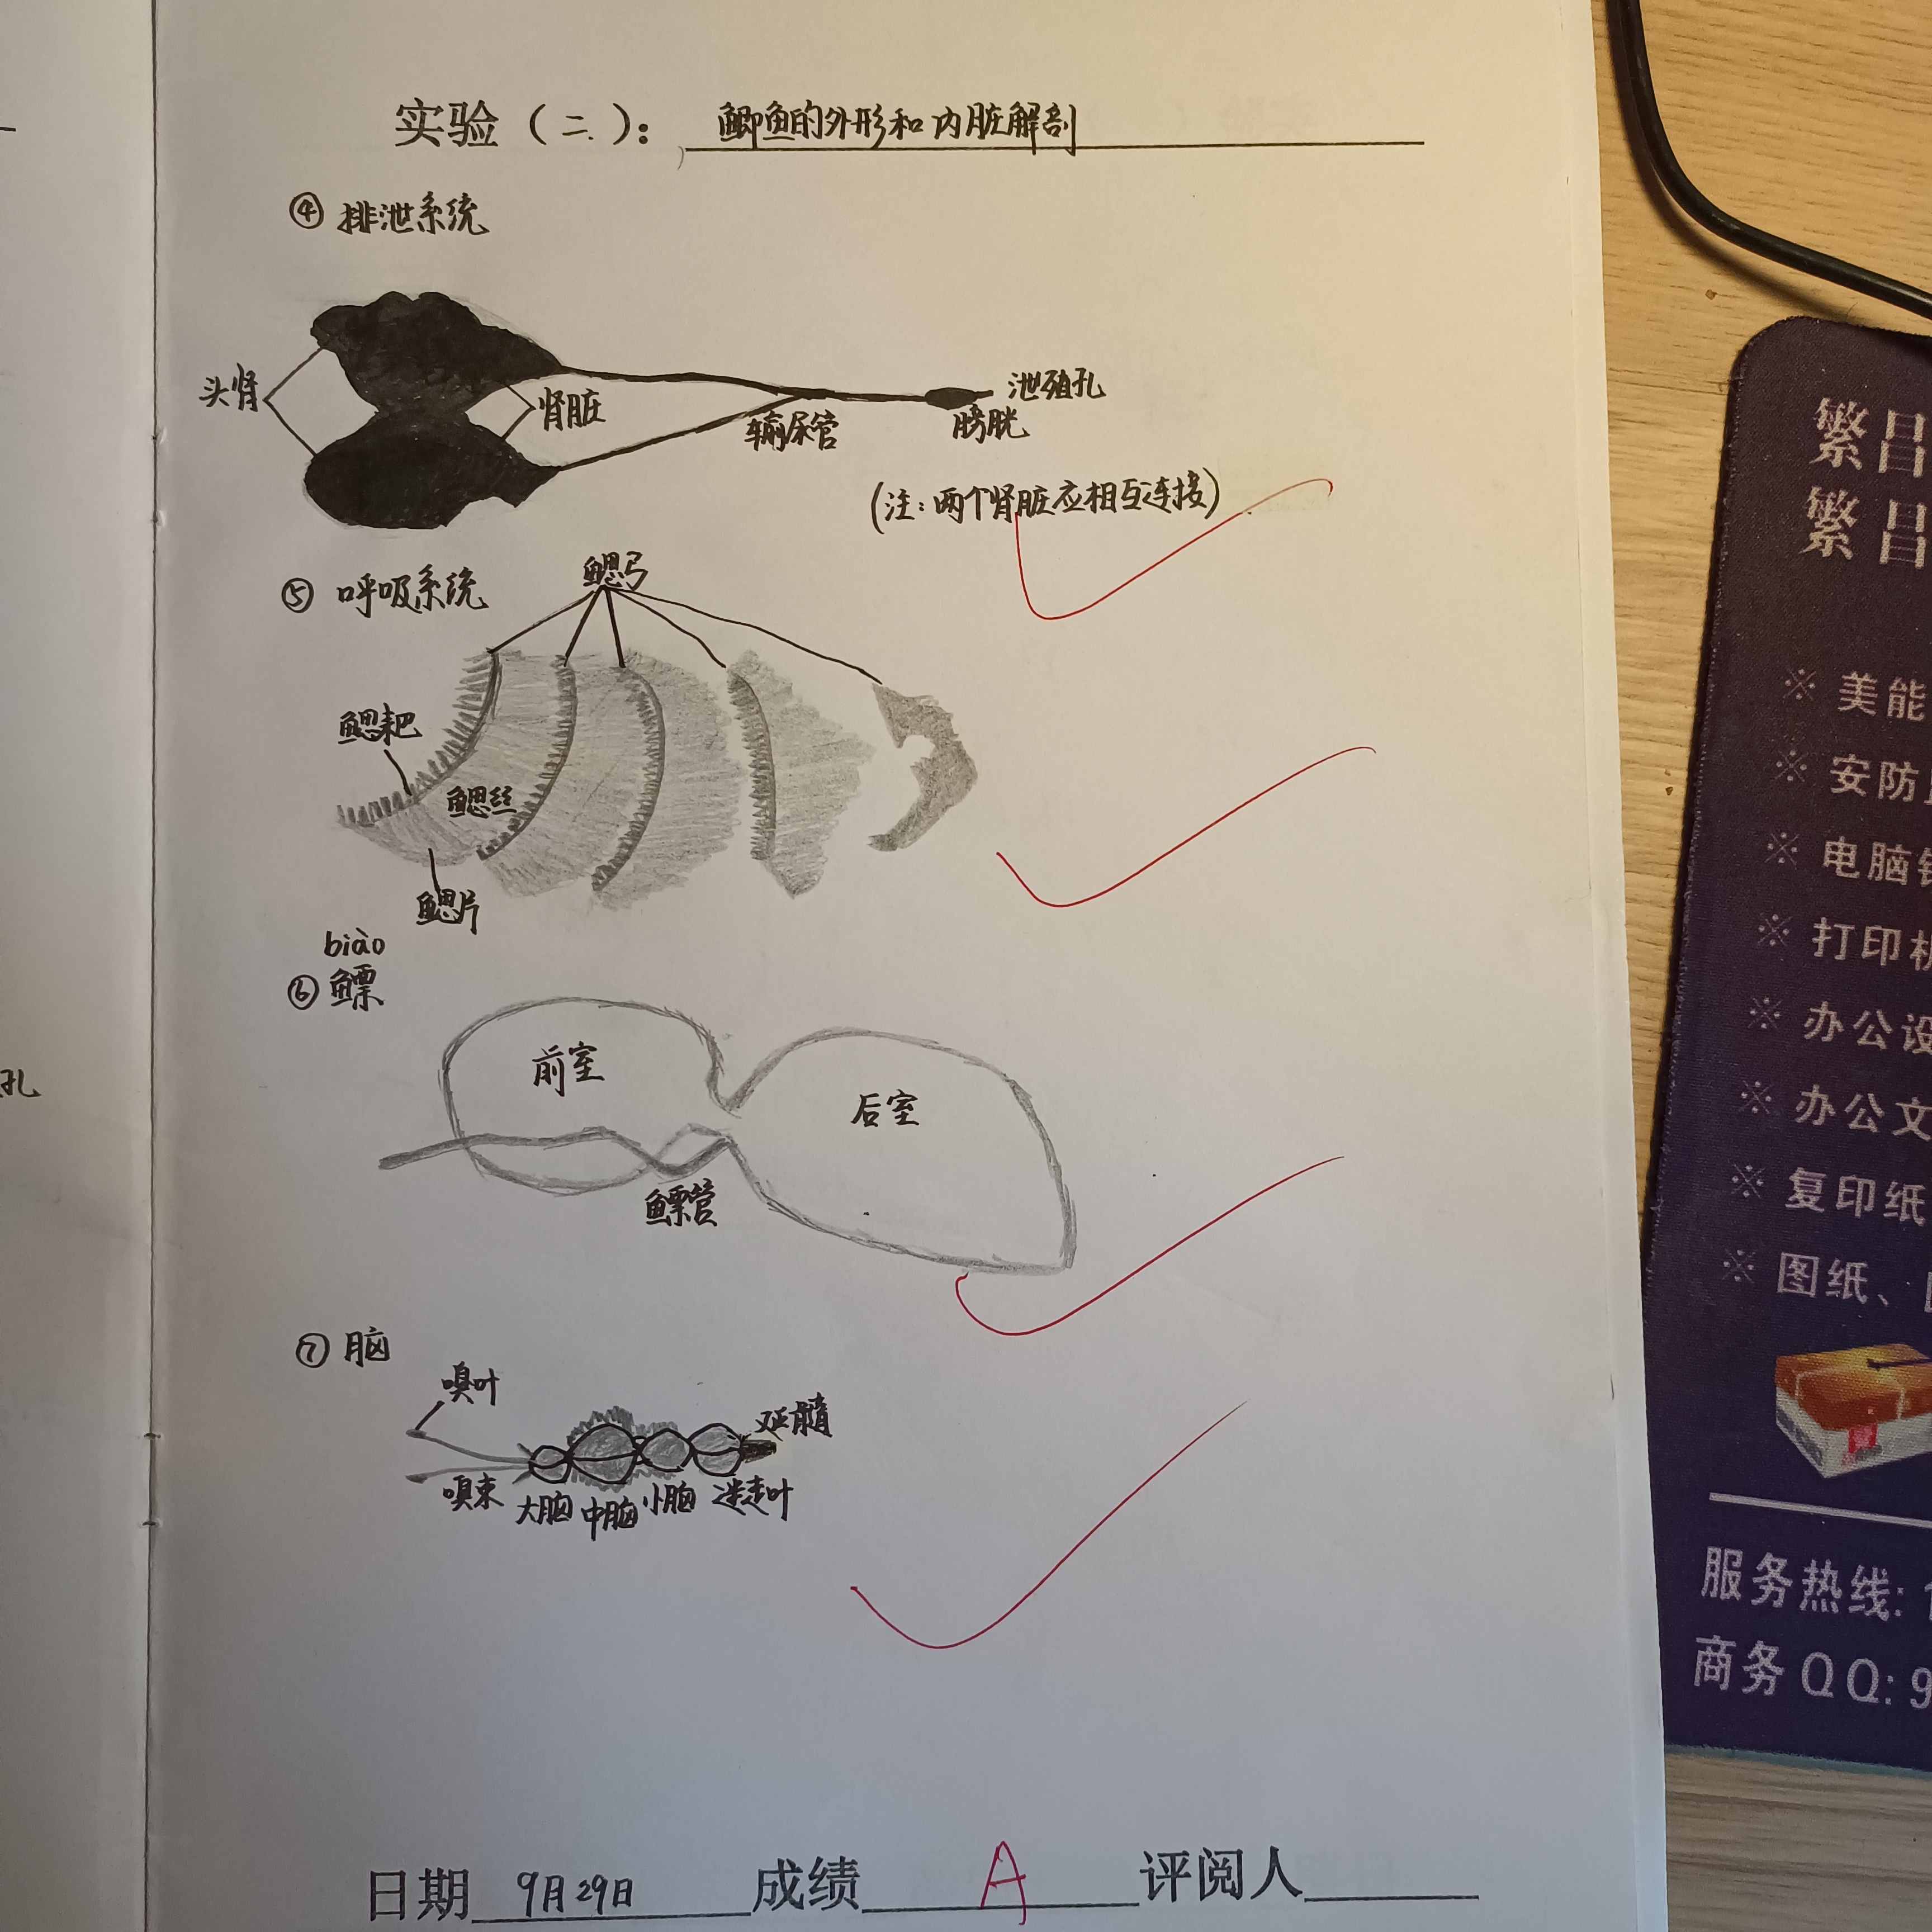 实验（二）：鲫鱼的外形和内脏解剖
④ 排泄系统
头肾
肾脏
输尿管
膀胱
泄殖孔
(注：两个肾脏应相互连接)
⑤ 呼吸系统
鳃弓
鳃耙
鳃丝
鳃片
biào
⑥ 鳔
前室
后室
鳔管
⑦ 脑
嗅叶
嗅束
大脑
中脑
小脑
迷走叶
延髓
日期 9月29日 成绩 A 评阅人
孔
繁昌
繁昌
※ 美能
※ 安防
※ 电脑
※ 打印机
※ 办公设
※ 办公文
※ 复印纸
※ 图纸、
服务热线：
商务QQ：9